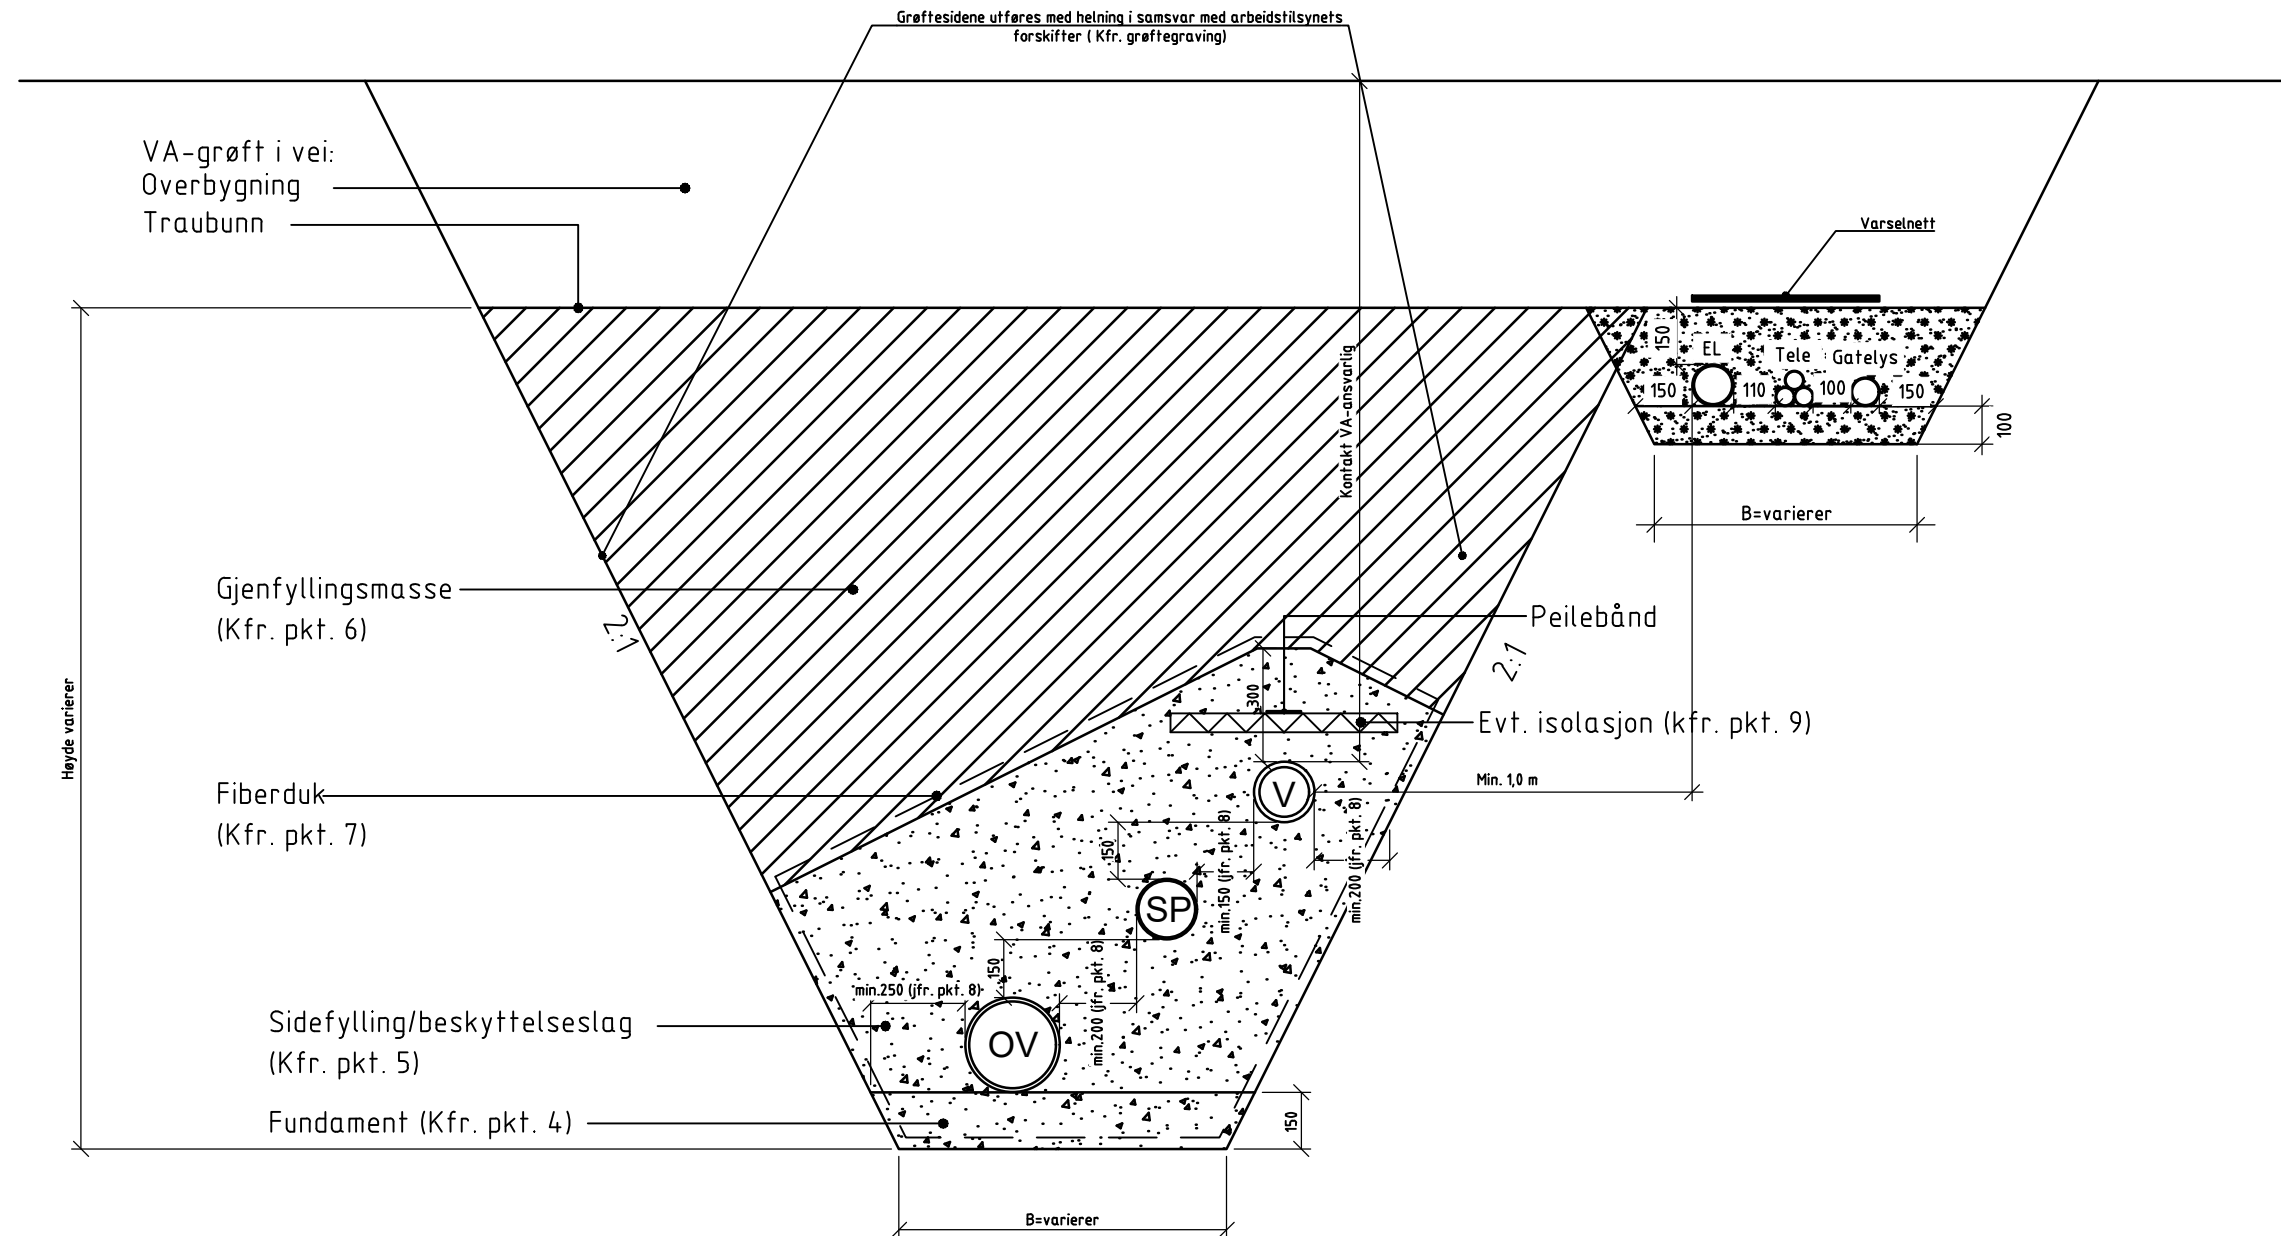 Grøftesidene utføres med helning i samsvar med arbeidstilsynets
forskifter ( Kfr. grøftegraving)
VA-grøft i vei:
Overbygning
Traubunn
Varselnett
150
EL
Tele
Gatelys
150
110
100
150
100
Kontakt VA-ansvarlig
B=varierer
Gjenfyllingsmasse
(Kfr. pkt. 6)
2:1
Peilebånd
2:1
Høyde varierer
300
Evt. isolasjon (kfr. pkt. 9)
Min. 1,0 m
Fiberduk
(Kfr. pkt. 7)
V
150
min.150 (jfr. pkt. 8)
min.200 (jfr. pkt. 8)
SP
150
min.200 (jfr. pkt. 8)
min.250 (jfr. pkt. 8)
Sidefylling/beskyttelseslag
(Kfr. pkt. 5)
OV
Fundament (Kfr. pkt. 4)
150
B=varierer